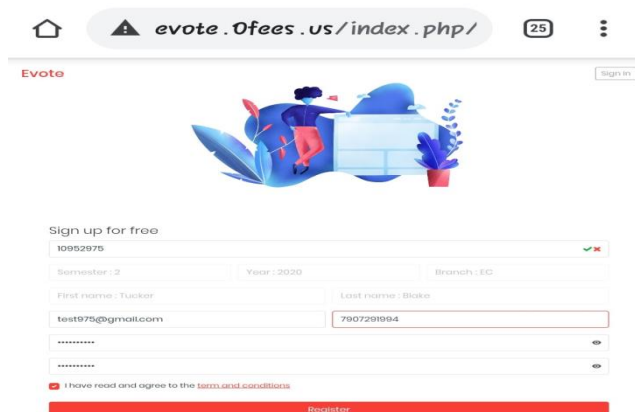 evote.0fees.us/index.php/ 25
Evote Sign In
Sign up for free
10952975
Semester : 2 Year : 2020 Branch : EC
First name : Tucker Last name : Blake
test975@gmail.com 7907291994
••••••••••
••••••••••
I have read and agree to the term and conditions
Register